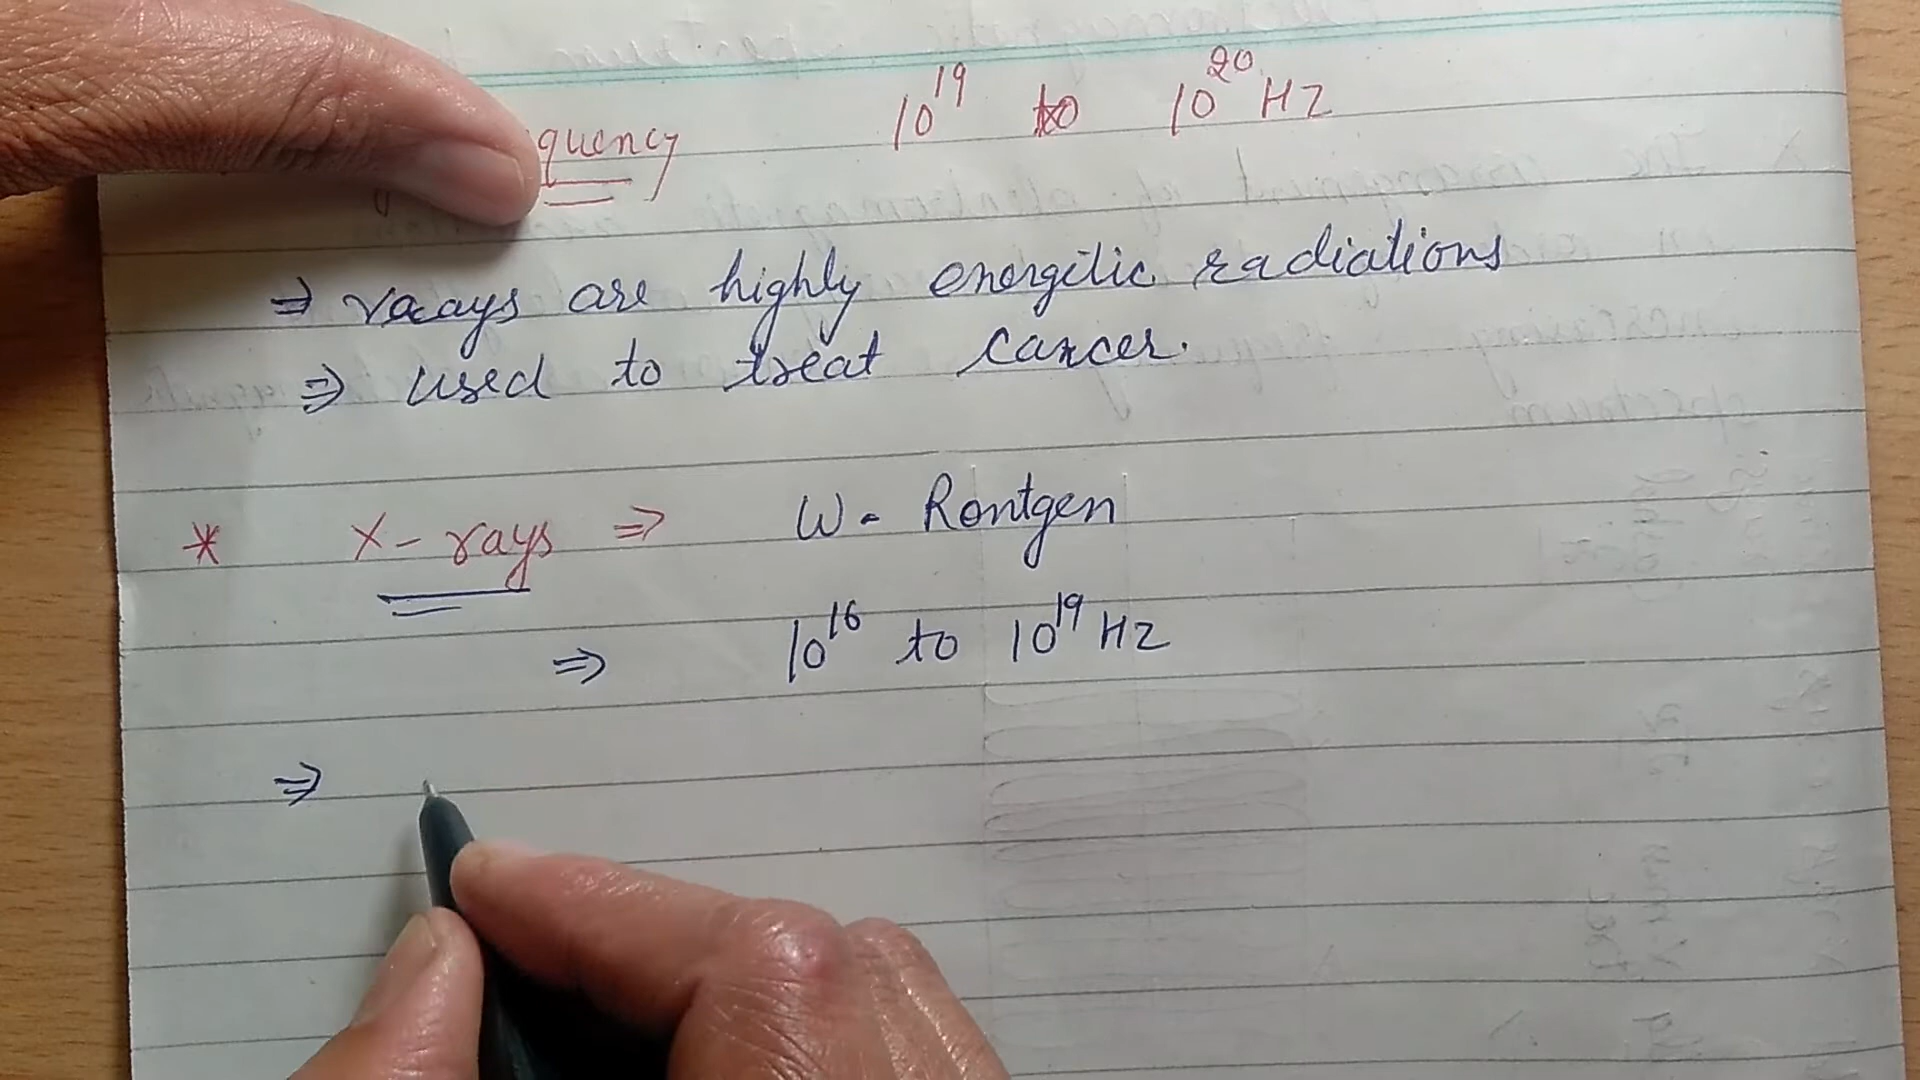 quency 10^19 to 10^20 Hz
⇒ rays are highly energitic radiations
⇒ used to treat cancer.
* X-rays ⇒ W. Rontgen
⇒ 10^16 to 10^19 Hz
⇒